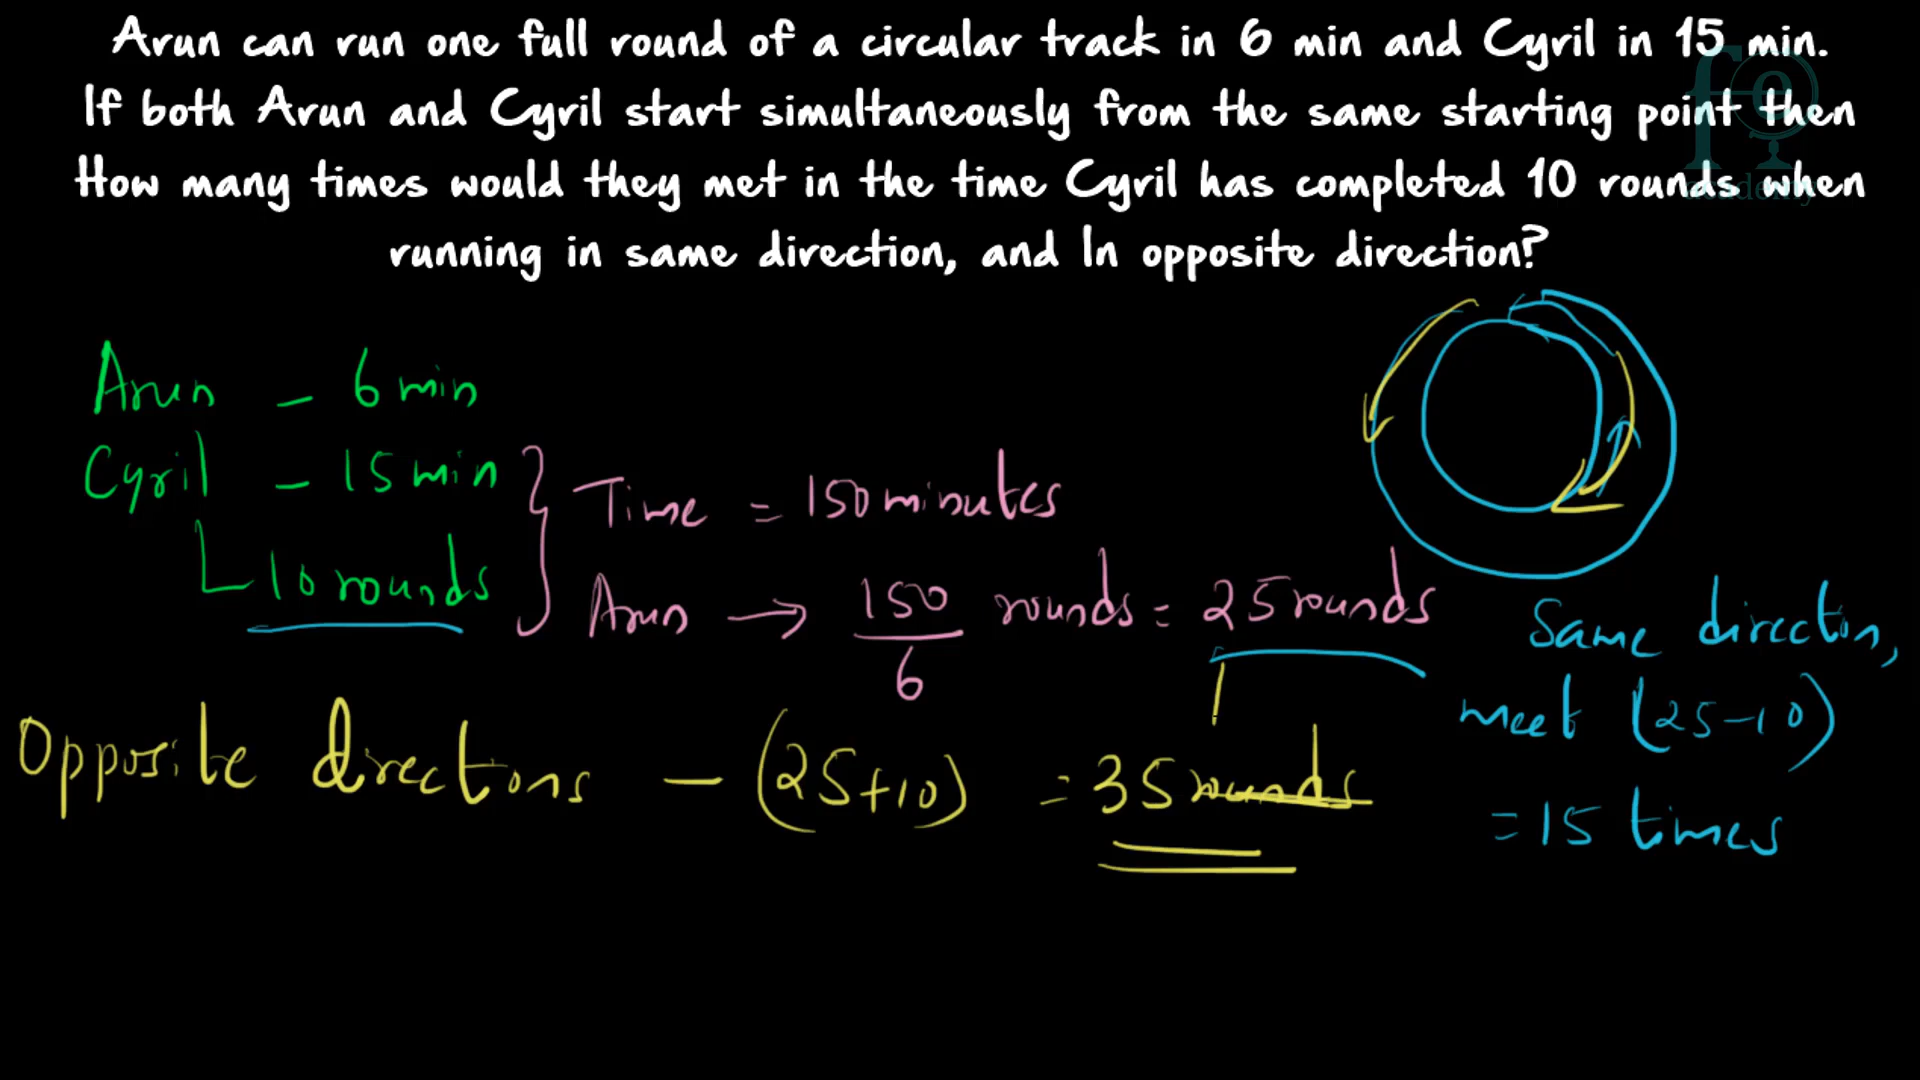 Arun can run one full round of a circular track in 6 min and Cyril in 15 min.
If both Arun and Cyril start simultaneously from the same starting point then
How many times would they met in the time Cyril has completed 10 rounds when
running in same direction, and In opposite direction?
fe
academy
Arun - 6 min
Cyril - 15 min
10 rounds
Time = 150 minutes
Arun → 150/6 rounds = 25 rounds
Same direction,
meet (25-10)
= 15 times
Opposite directions - (25+10) = 35 rounds